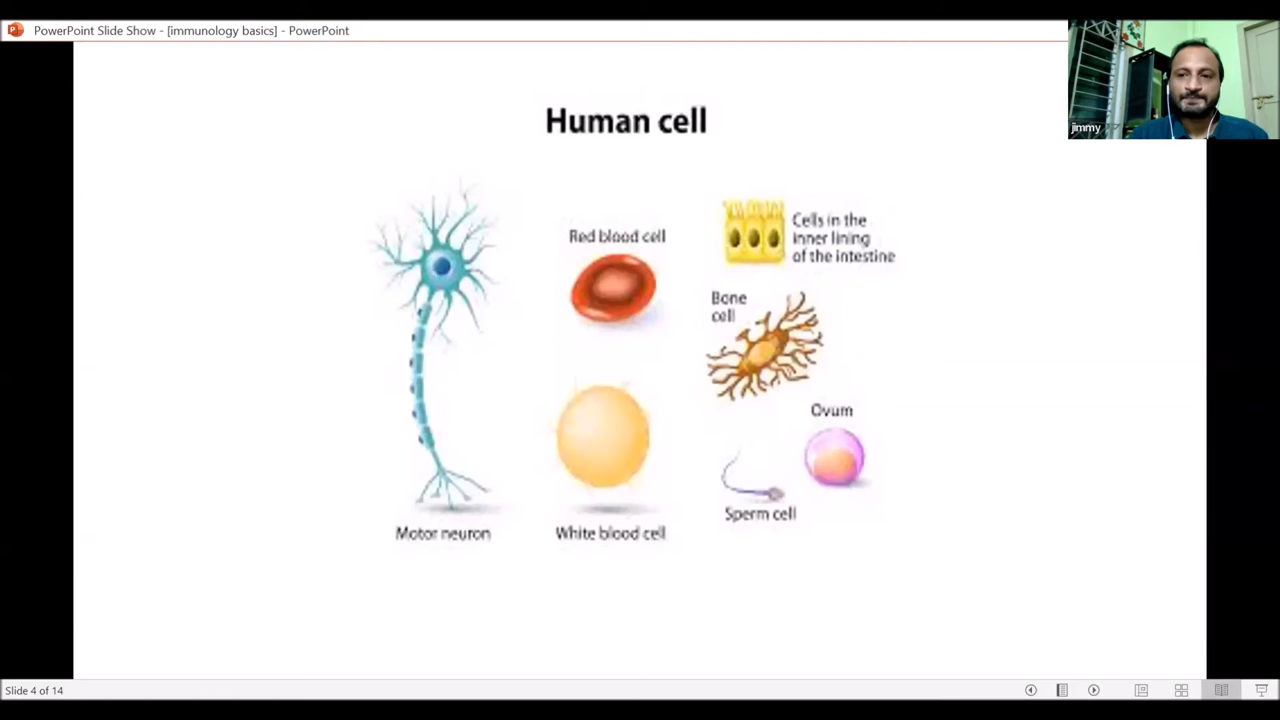 PowerPoint Slide Show - [immunology basics] - PowerPoint
jimmy
Human cell
Red blood cell
Cells in the
inner lining
of the intestine
Bone
cell
Ovum
Sperm cell
Motor neuron
White blood cell
Slide 4 of 14